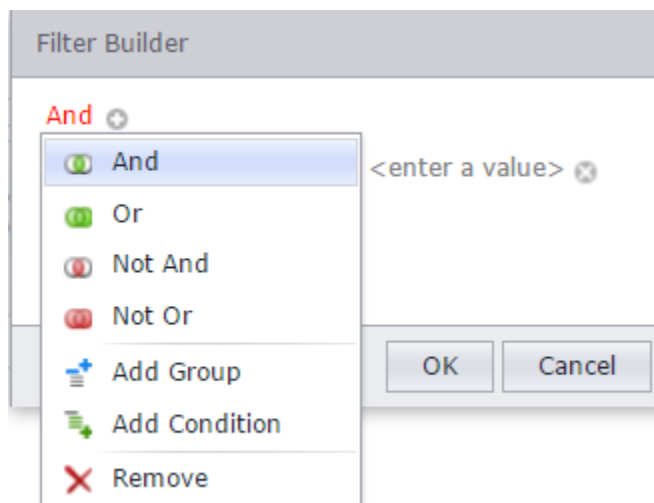 Filter Builder
And
And
<enter a value>
Or
Not And
Not Or
Add Group
OK
Cancel
Add Condition
Remove